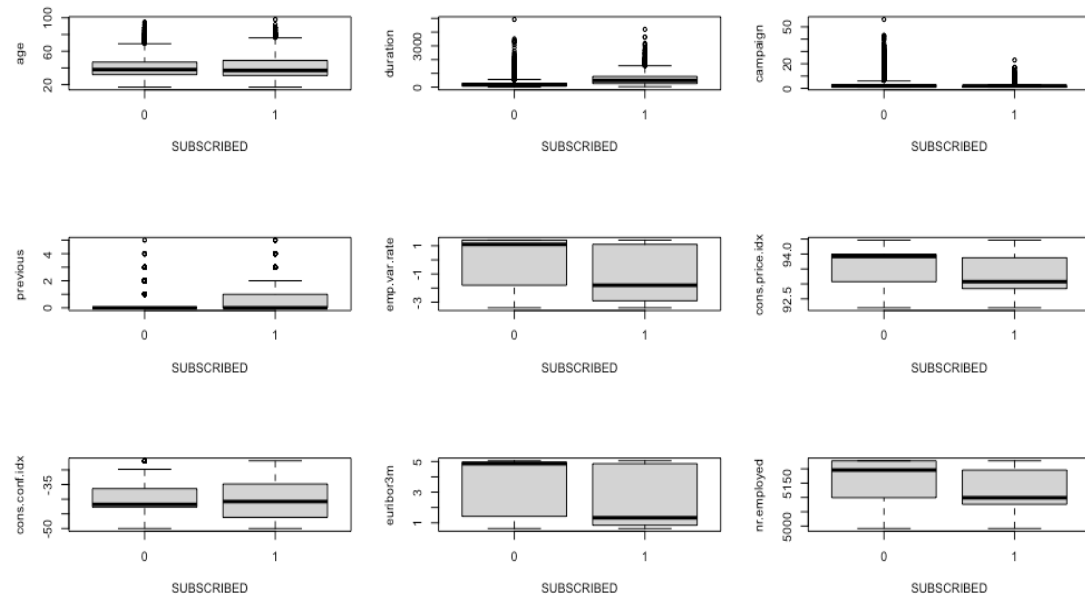 age
20 60 100
0 1
SUBSCRIBED
duration
0 3000
0 1
SUBSCRIBED
campaign
0 20 50
0 1
SUBSCRIBED
previous
0 2 4
0 1
SUBSCRIBED
emp.var.rate
-3 -1 1
0 1
SUBSCRIBED
cons.price.idx
92.5 94.0
0 1
SUBSCRIBED
cons.conf.idx
-50 -35
0 1
SUBSCRIBED
euribor3m
1 3 5
0 1
SUBSCRIBED
nr.employed
5000 5150
0 1
SUBSCRIBED